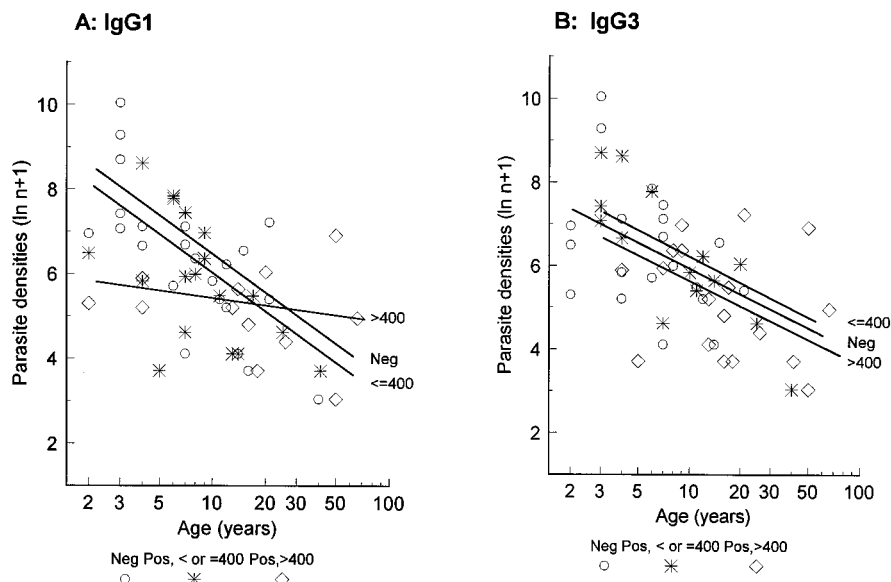 A: IgG1
B: IgG3
Parasite densities (ln n+1)
10
8
6
4
2
>400
Neg
<=400
2 3 5 10 20 30 50 100
Age (years)
Neg Pos, < or =400 Pos,>400
Parasite densities (ln n+1)
10
8
6
4
2
<=400
Neg
>400
2 3 5 10 20 30 50 100
Age (years)
Neg Pos, < or =400 Pos,>400